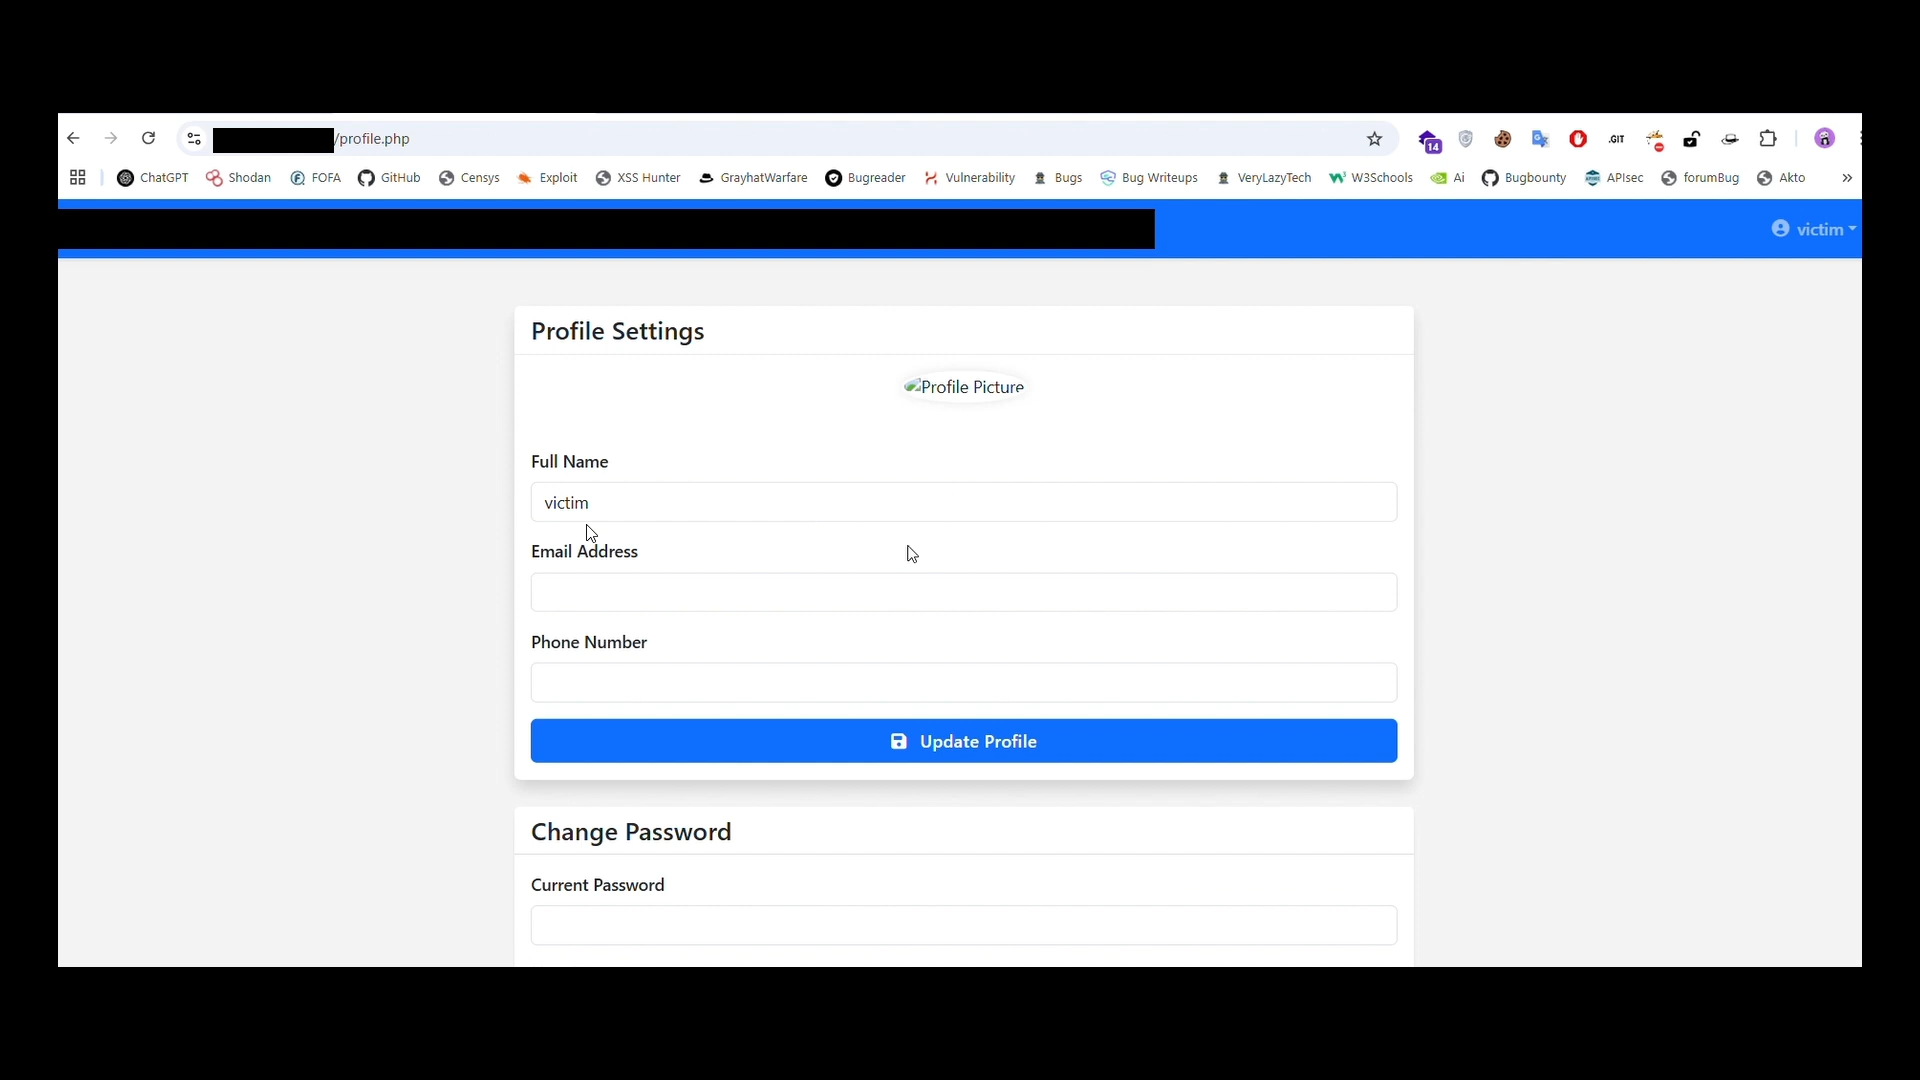 /profile.php
14
.GIT
ChatGPT Shodan FOFA GitHub Censys Exploit XSS Hunter GrayhatWarfare Bugreader Vulnerability Bugs Bug Writeups VeryLazyTech W3Schools Ai Bugbounty APIsec forumBug Akto »
victim
Profile Settings
Profile Picture
Full Name
victim
Email Address
Phone Number
Update Profile
Change Password
Current Password